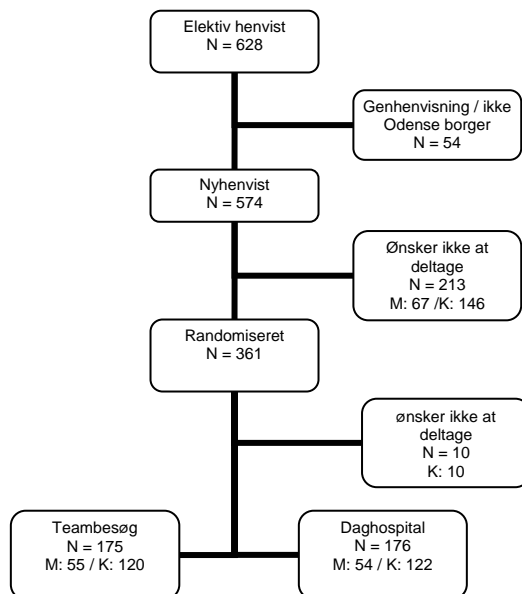 Elektiv henvist
N = 628
Genhenvisning / ikke
Odense borger
N = 54
Nyhenvist
N = 574
Ønsker ikke at
deltage
N = 213
M: 67 /K: 146
Randomiseret
N = 361
ønsker ikke at
deltage
N = 10
K: 10
Teambesøg
N = 175
M: 55 / K: 120
Daghospital
N = 176
M: 54 / K: 122